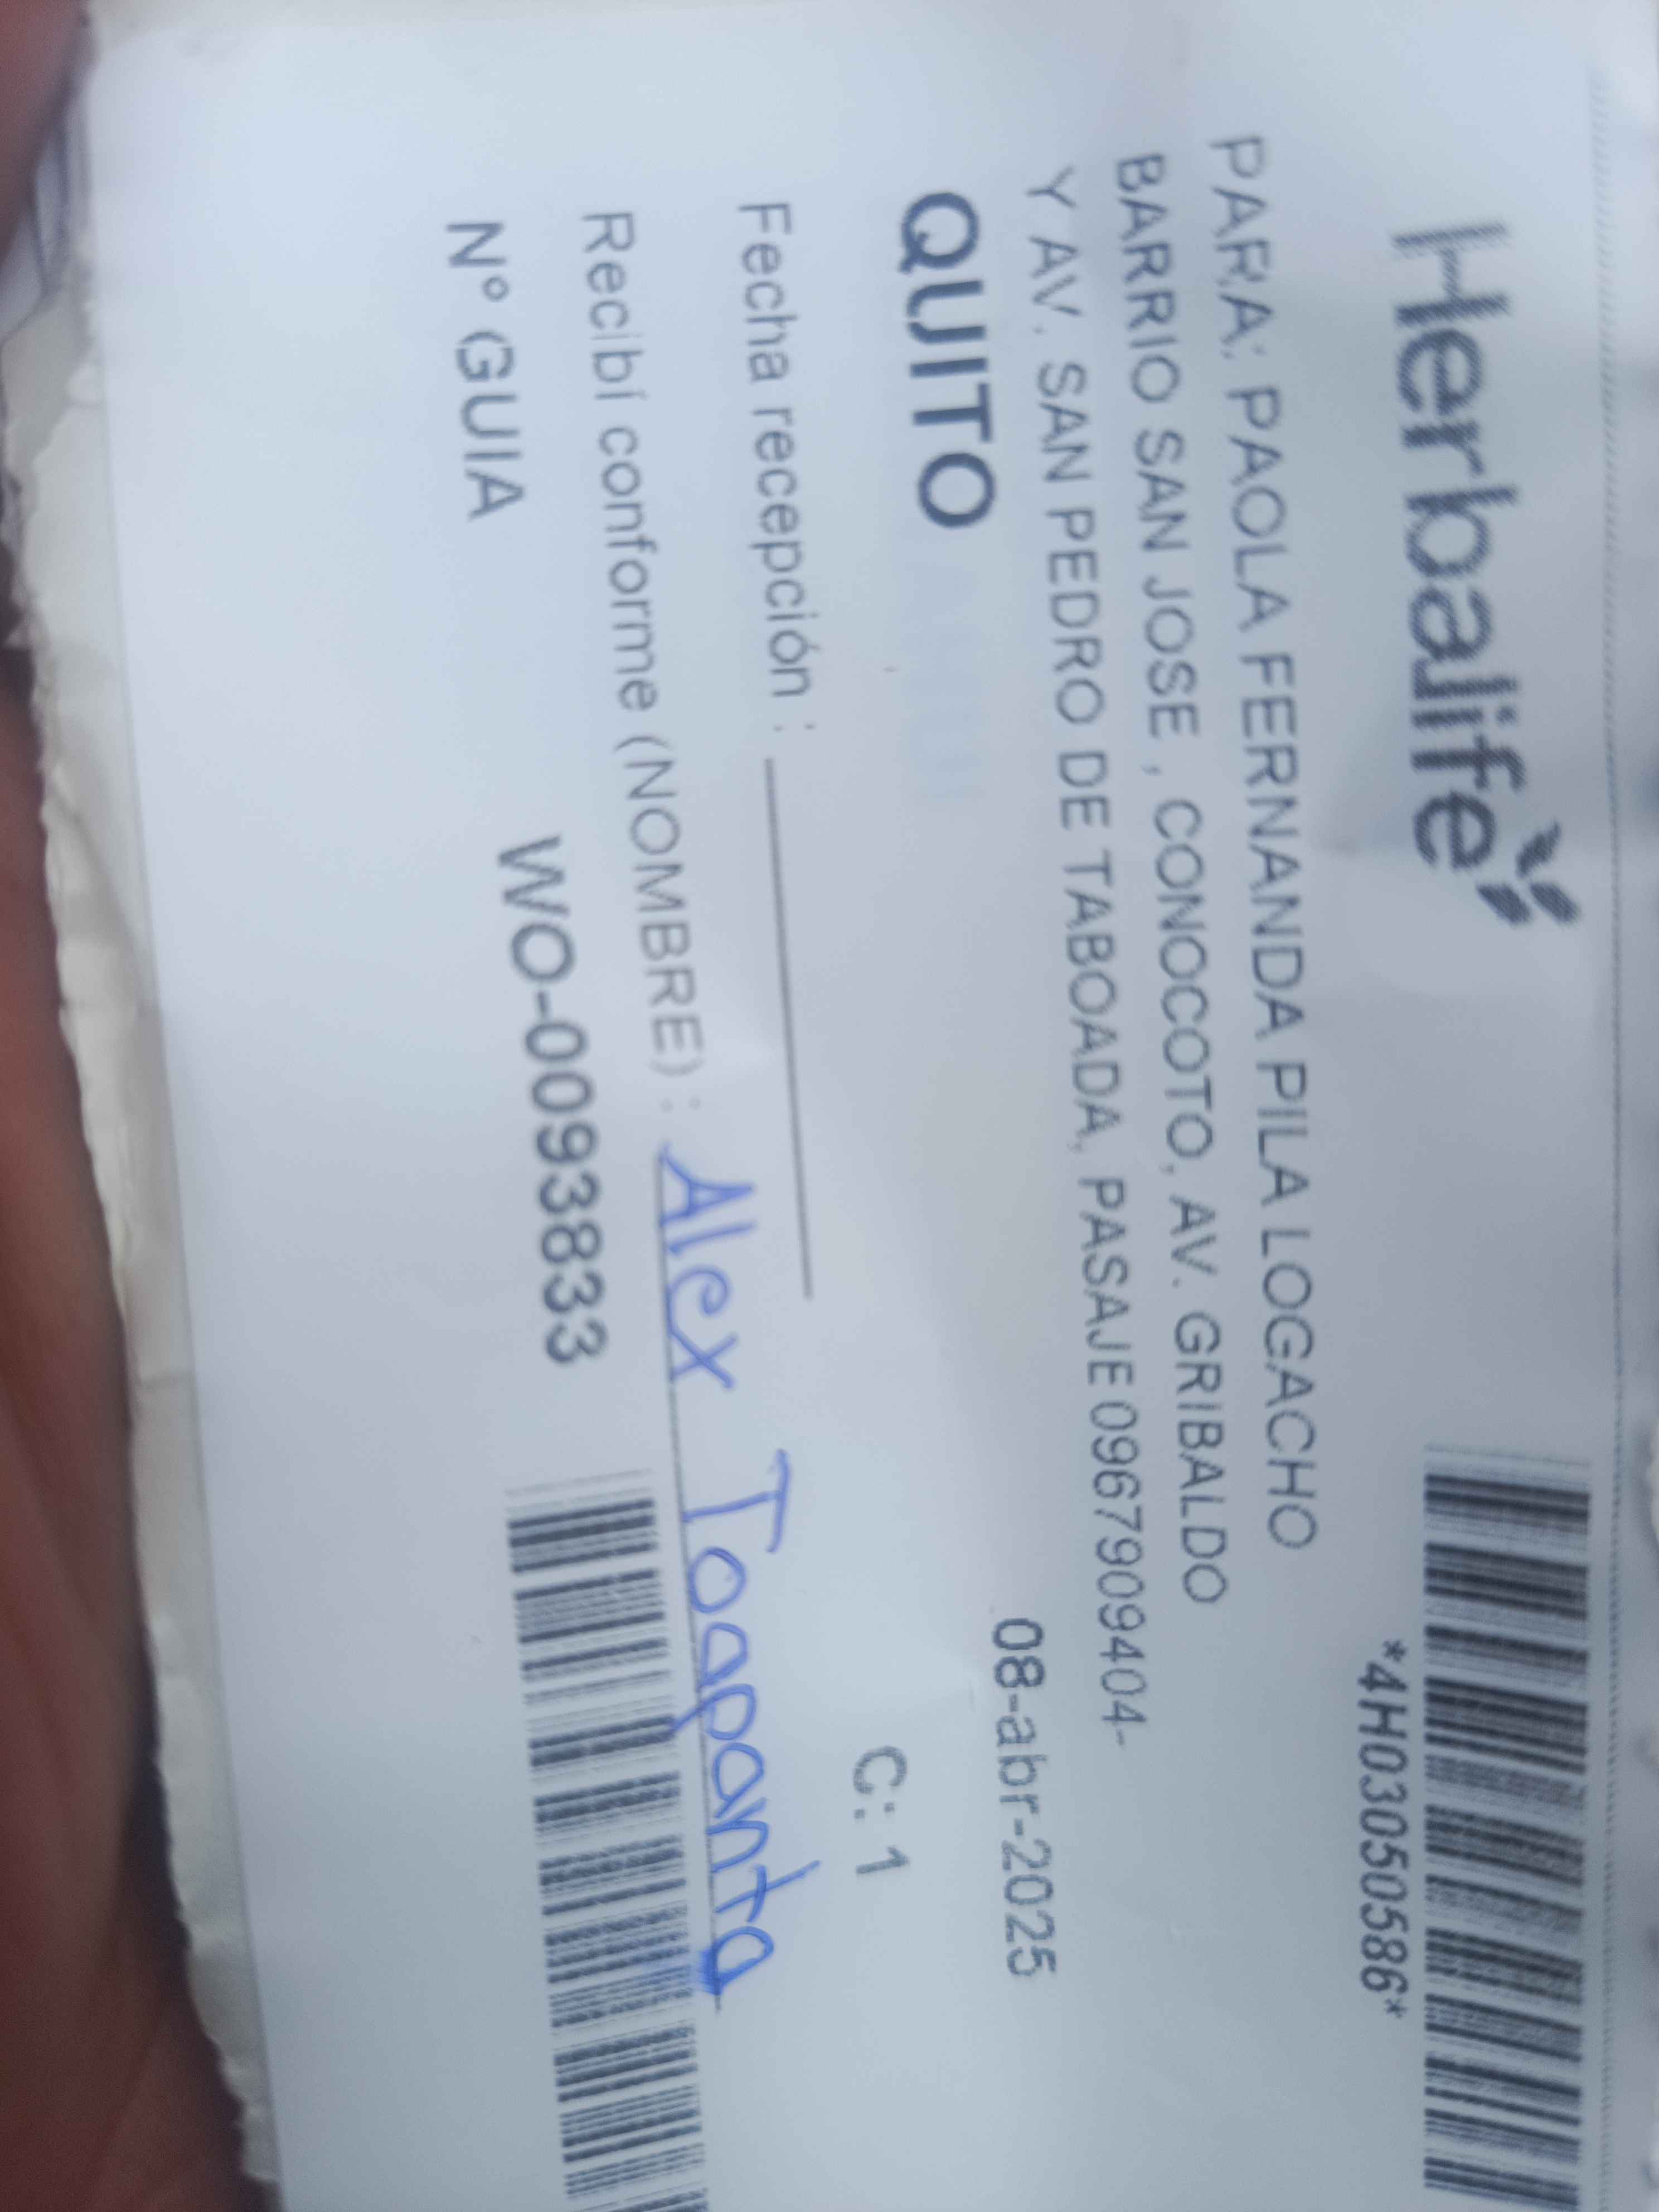 Herbalife
*4H03050586*
PARA: PAOLA FERNANDA PILA LOGACHO
BARRIO SAN JOSE , CONOCOTO, AV. GRIBALDO
Y AV. SAN PEDRO DE TABOADA, PASAJE 0967909404-
08-abr-2025
QUITO
C: 1
Fecha recepción :
Recibí conforme (NOMBRE) : Alex Toapanta
N° GUIA WO-0093833